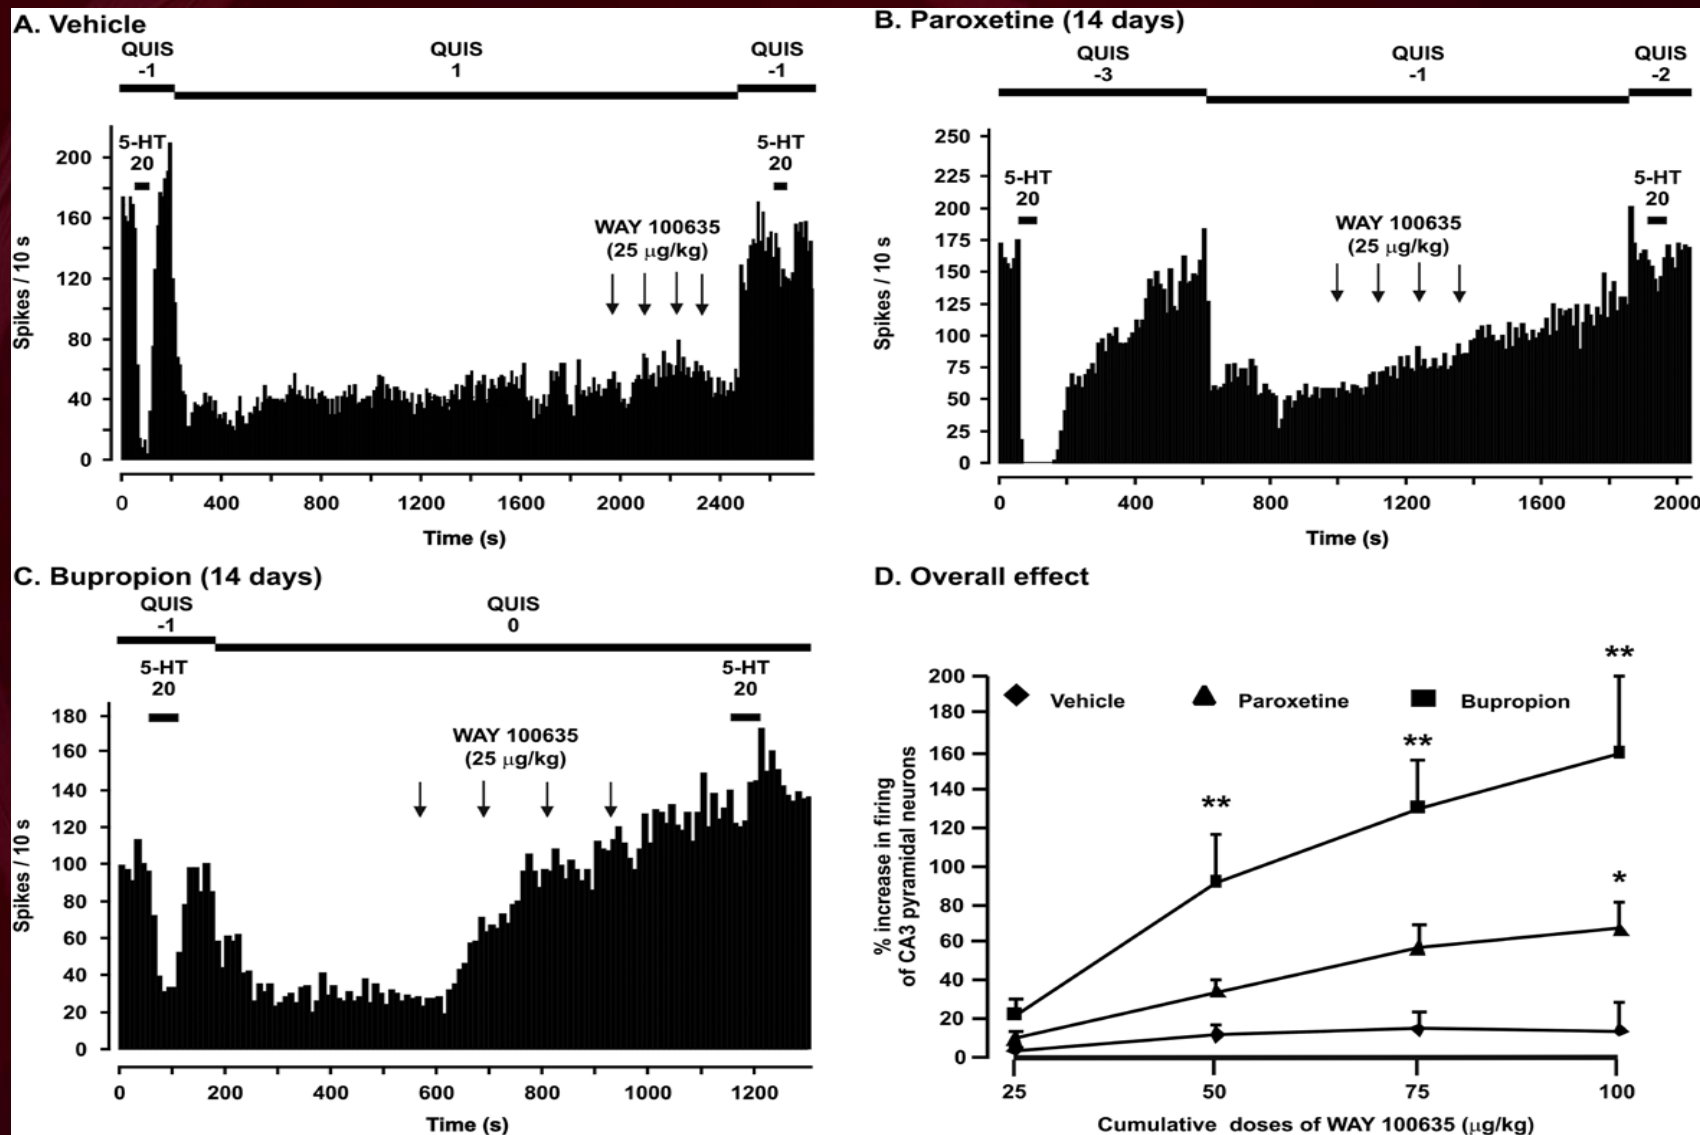 A. Vehicle
QUIS
-1
QUIS
1
QUIS
-1
5-HT
20
5-HT
20
WAY 100635
(25 µg/kg)
Spikes / 10 s
200
160
120
80
40
0
0 400 800 1200 1600 2000 2400
Time (s)
B. Paroxetine (14 days)
QUIS
-3
QUIS
-1
QUIS
-2
5-HT
20
5-HT
20
WAY 100635
(25 µg/kg)
Spikes / 10 s
250
225
200
175
150
125
100
75
50
25
0
0 400 800 1200 1600 2000
Time (s)
C. Bupropion (14 days)
QUIS
-1
QUIS
0
5-HT
20
5-HT
20
WAY 100635
(25 µg/kg)
Spikes / 10 s
180
160
140
120
100
80
60
40
20
0
0 200 400 600 800 1000 1200
Time (s)
D. Overall effect
Vehicle Paroxetine Bupropion
% increase in firing
of CA3 pyramidal neurons
200
180
160
140
120
100
80
60
40
20
0
**
**
**
*
25 50 75 100
Cumulative doses of WAY 100635 (µg/kg)